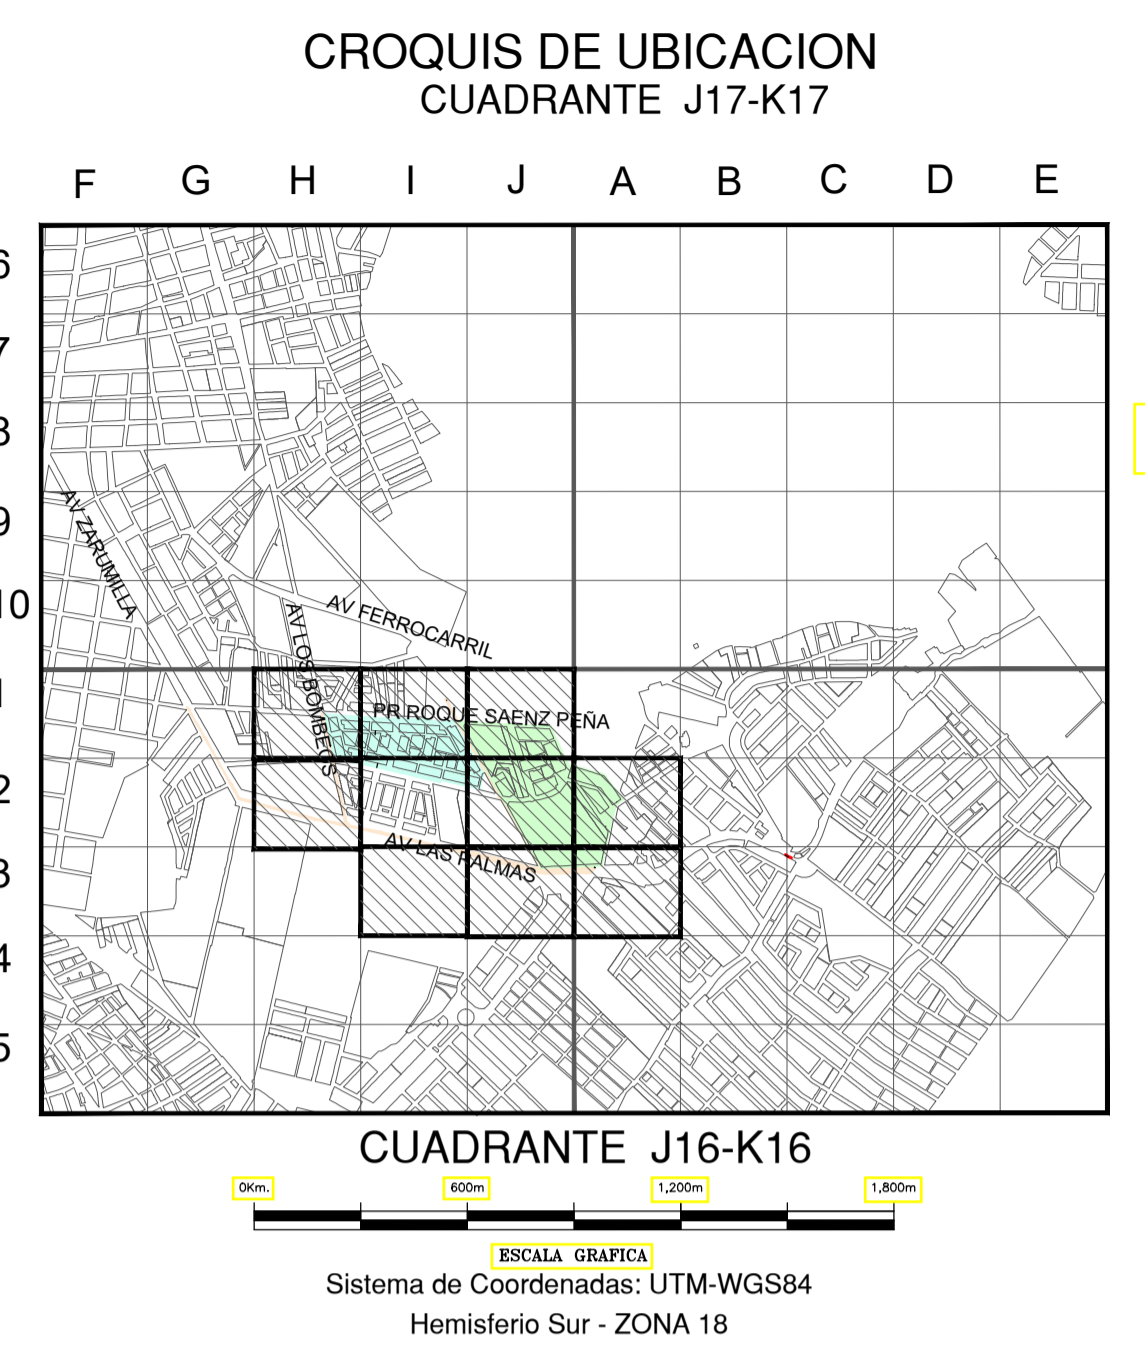 CROQUIS DE UBICACION
CUADRANTE J17-K17
F G H I J A B C D E
6
7
8
9
10
AV ZARUMILLA
AV FERROCARRIL
AV LOS BOMBEOS
1
PR.ROQUE SAENZ PEÑA
2
AV LAS PALMAS
3
4
5
CUADRANTE J16-K16
0Km. 600m 1,200m 1,800m
ESCALA GRAFICA
Sistema de Coordenadas: UTM-WGS84
Hemisferio Sur - ZONA 18